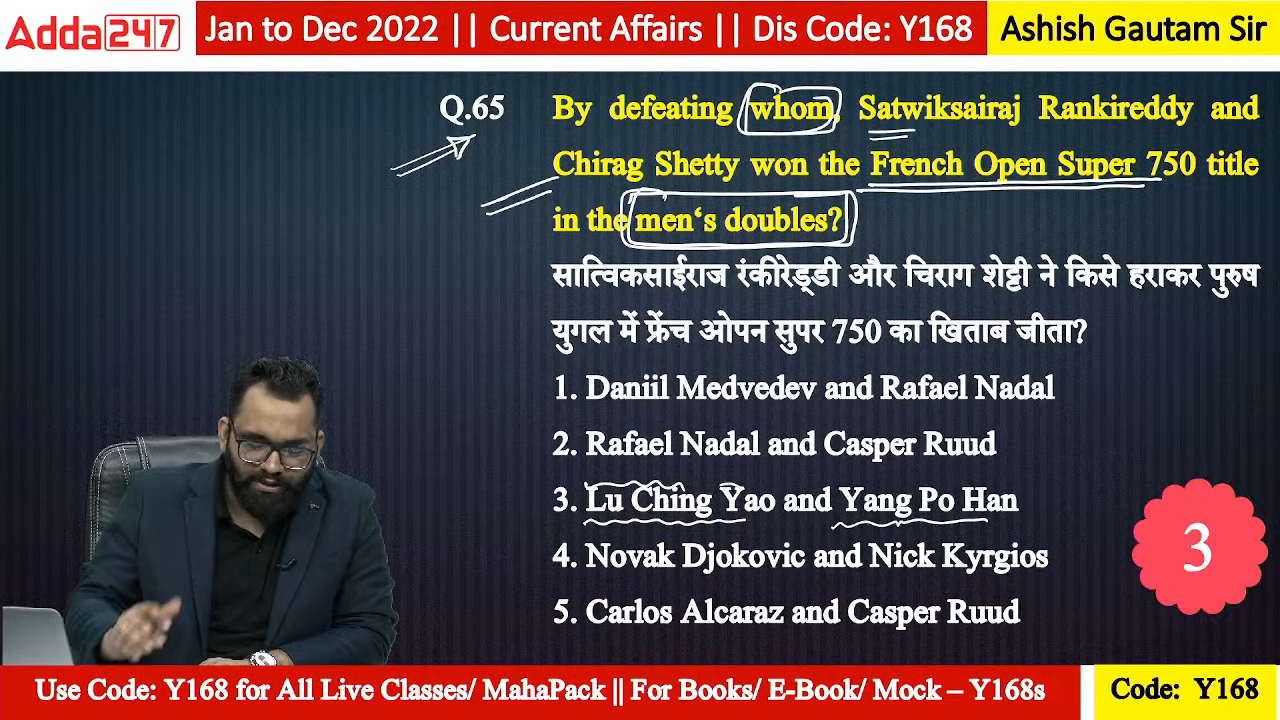 Adda247
Jan to Dec 2022 || Current Affairs || Dis Code: Y168
Ashish Gautam Sir
Q.65
By defeating whom, Satwiksairaj Rankireddy and
Chirag Shetty won the French Open Super 750 title
in the men‘s doubles?
सात्विकसाईराज रंकीरेड्डी और चिराग शेट्टी ने किसे हराकर पुरुष
युगल में फ्रेंच ओपन सुपर 750 का खिताब जीता?
1. Daniil Medvedev and Rafael Nadal
2. Rafael Nadal and Casper Ruud
3. Lu Ching Yao and Yang Po Han
4. Novak Djokovic and Nick Kyrgios
5. Carlos Alcaraz and Casper Ruud
3
Use Code: Y168 for All Live Classes/ MahaPack || For Books/ E-Book/ Mock – Y168s
Code: Y168